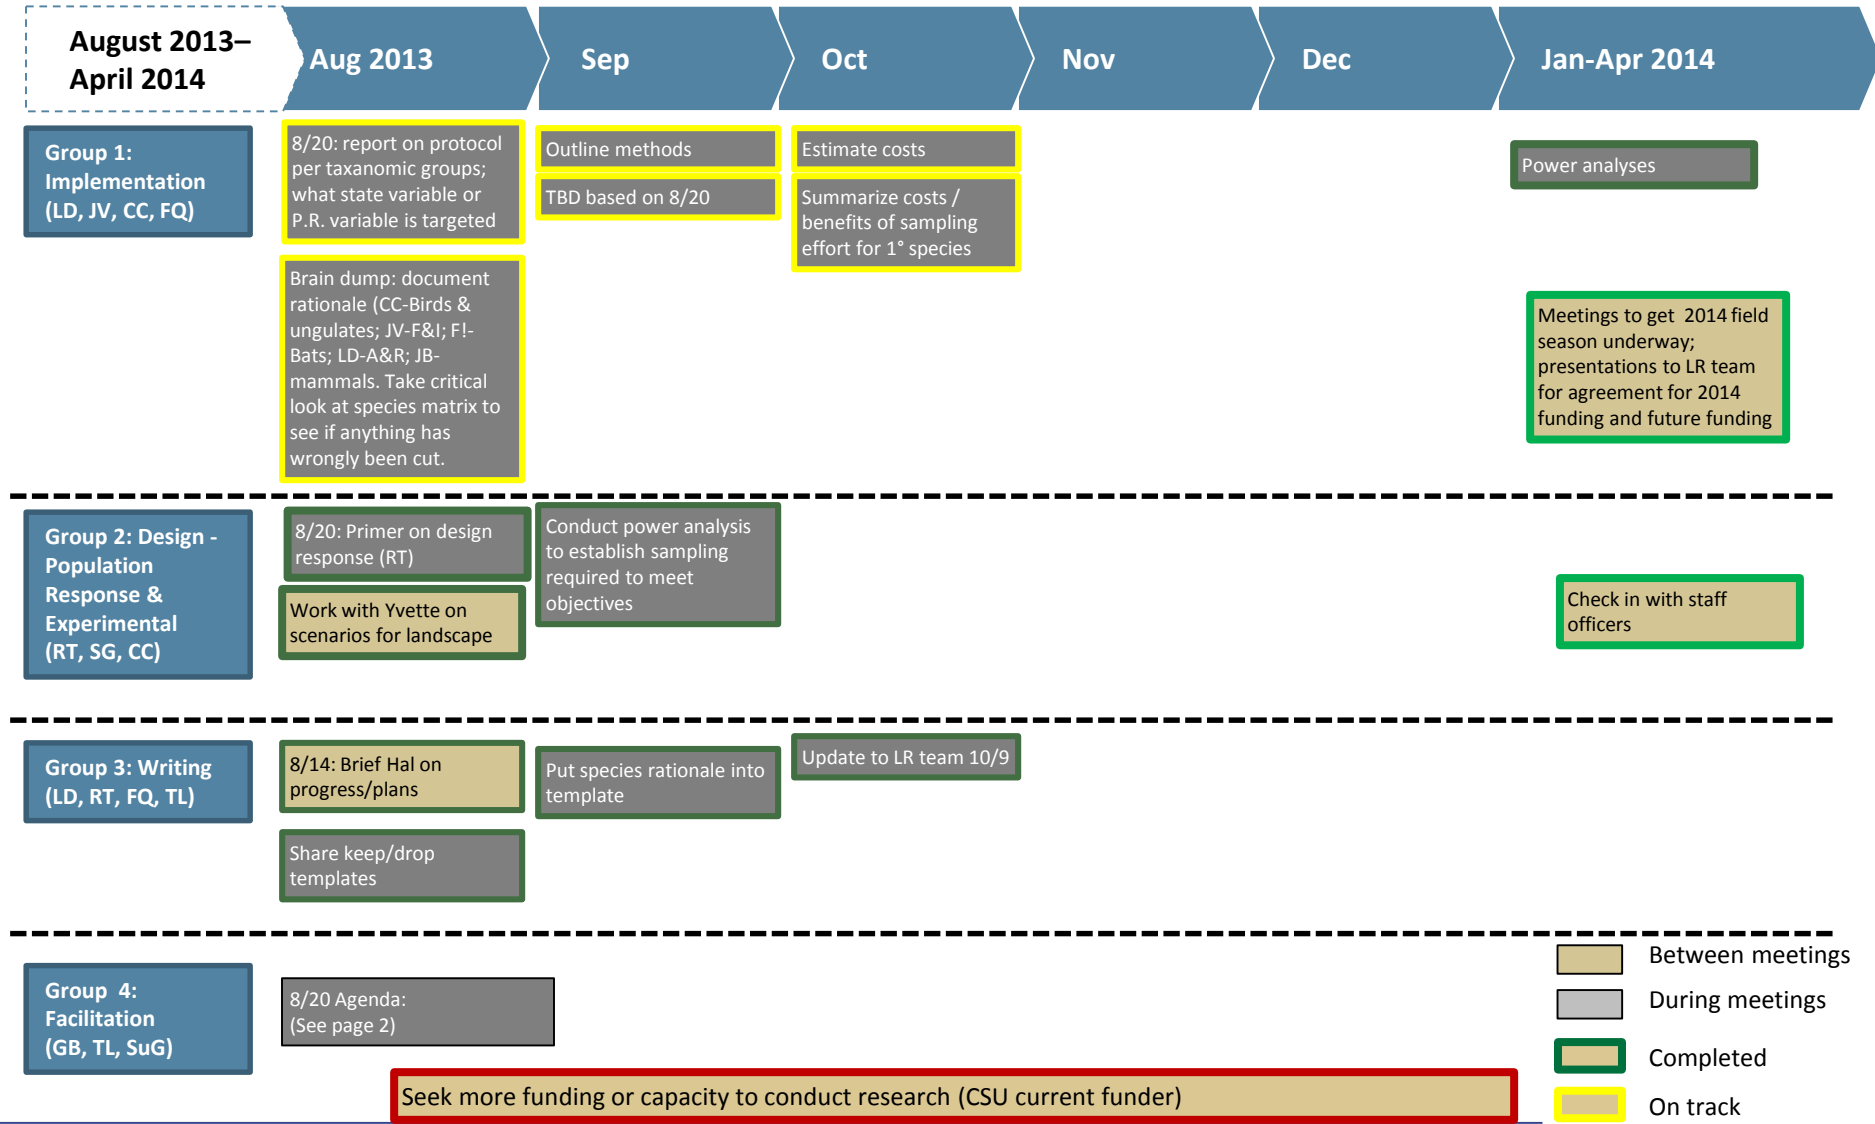 August 2013–
April 2014
Aug 2013
Sep
Oct
Nov
Dec
Jan-Apr 2014
Group 1:
Implementation
(LD, JV, CC, FQ)
8/20: report on protocol
per taxanomic groups;
what state variable or
P.R. variable is targeted
Brain dump: document
rationale (CC-Birds &
ungulates; JV-F&I; F!-
Bats; LD-A&R; JB-
mammals. Take critical
look at species matrix to
see if anything has
wrongly been cut.
Outline methods
TBD based on 8/20
Estimate costs
Summarize costs /
benefits of sampling
effort for 1° species
Power analyses
Meetings to get 2014 field
season underway;
presentations to LR team
for agreement for 2014
funding and future funding
Group 2: Design -
Population
Response &
Experimental
(RT, SG, CC)
8/20: Primer on design
response (RT)
Work with Yvette on
scenarios for landscape
Conduct power analysis
to establish sampling
required to meet
objectives
Check in with staff
officers
Group 3: Writing
(LD, RT, FQ, TL)
8/14: Brief Hal on
progress/plans
Share keep/drop
templates
Put species rationale into
template
Update to LR team 10/9
Group 4:
Facilitation
(GB, TL, SuG)
8/20 Agenda:
(See page 2)
Seek more funding or capacity to conduct research (CSU current funder)
Between meetings
During meetings
Completed
On track